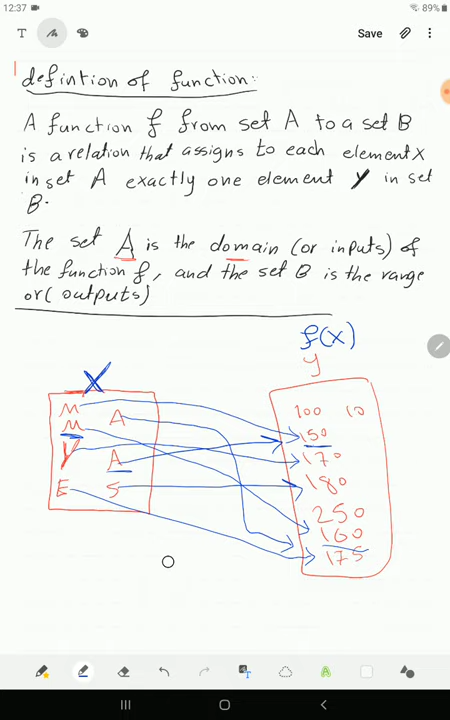 12:37
89%
T
Save
defintion of function:
A function f from set A to a set B
is a relation that assigns to each element X
in set A exactly one element y in set
B.
The set A is the domain (or inputs) of
the function f, and the set B is the range
or( outputs)
f(x)
y
X
M
M
Y
E
A
A
S
100 10
150
170
180
250
160
175
T
A